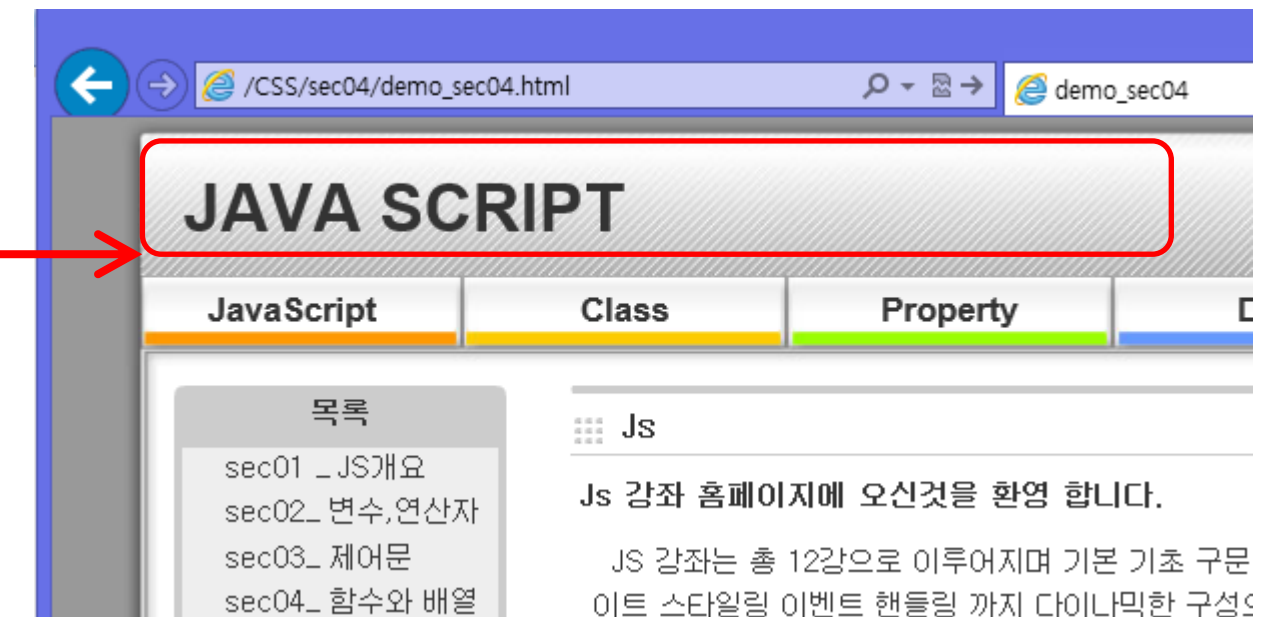 /CSS/sec04/demo_sec04.html
demo_sec04
JAVA SCRIPT
JavaScript Class Property
목록
sec01 _ JS개요
sec02_ 변수,연산자
sec03_ 제어문
sec04_ 함수와 배열
Js
Js 강좌 홈페이지에 오신것을 환영 합니다.
JS 강좌는 총 12강으로 이루어지며 기본 기초 구문
이트 스타일링 이벤트 핸들링 까지 다이나믹한